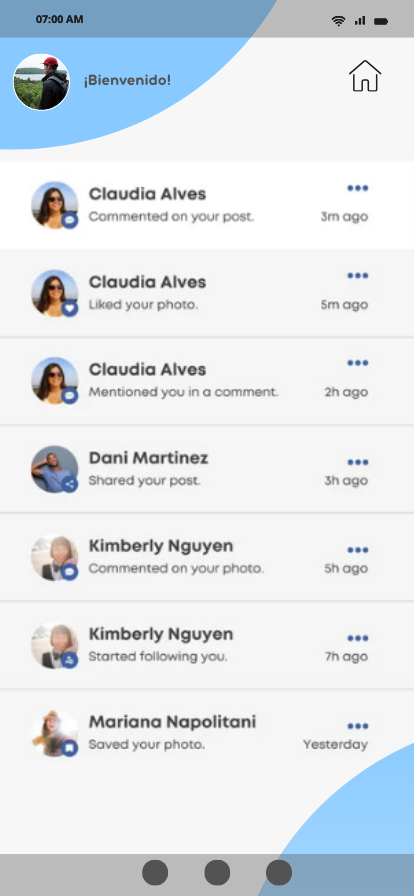 07:00 AM
¡Bienvenido!
Claudia Alves
Commented on your post.
3m ago
Claudia Alves
Liked your photo.
5m ago
Claudia Alves
Mentioned you in a comment.
2h ago
Dani Martinez
Shared your post.
3h ago
Kimberly Nguyen
Commented on your photo.
5h ago
Kimberly Nguyen
Started following you.
7h ago
Mariana Napolitani
Saved your photo.
Yesterday